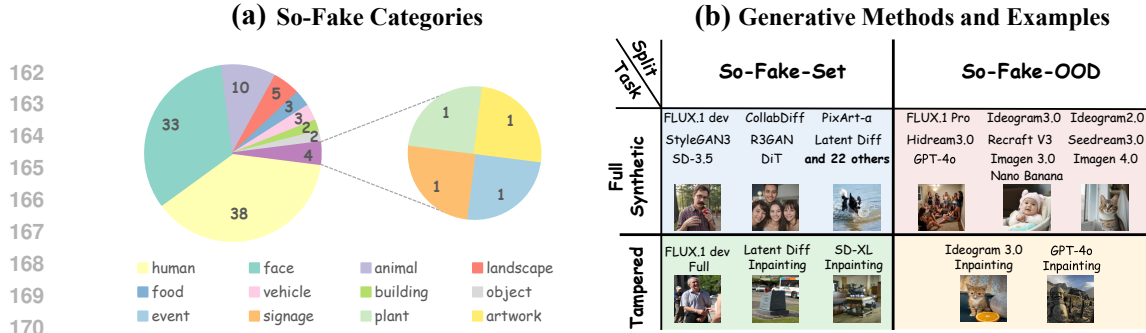 (a) So-Fake Categories
162
163
164
165
166
167
168
169
170
10
5
3
3
2
2
4
33
38
1
1
1
1
human
face
animal
landscape
food
vehicle
building
object
event
signage
plant
artwork
(b) Generative Methods and Examples
Split
Task
So-Fake-Set
So-Fake-OOD
Full
Synthetic
FLUX.1 dev
CollabDiff
PixArt-a
StyleGAN3
R3GAN
Latent Diff
SD-3.5
DiT
and 22 others
FLUX.1 Pro
Ideogram3.0
Ideogram2.0
Hidream3.0
Recraft V3
Seedream3.0
GPT-4o
Imagen 3.0
Imagen 4.0
Nano Banana
Tampered
FLUX.1 dev
Full
Latent Diff
Inpainting
SD-XL
Inpainting
Ideogram 3.0
Inpainting
GPT-4o
Inpainting